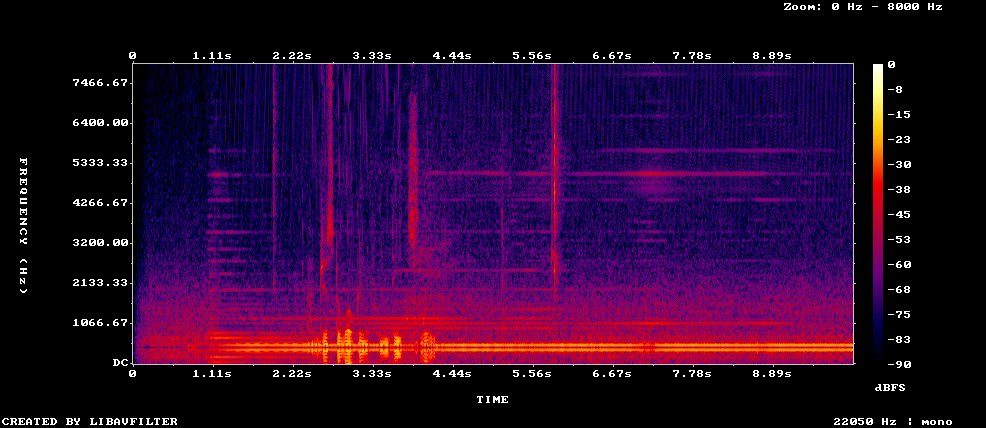 Zoom: 0 Hz - 8000 Hz
0 1.11s 2.22s 3.33s 4.44s 5.56s 6.67s 7.78s 8.89s
7466.67
6400.00
5333.33
4266.67
3200.00
2133.33
1066.67
DC
0 1.11s 2.22s 3.33s 4.44s 5.56s 6.67s 7.78s 8.89s
FREQUENCY (Hz)
TIME
0
-8
-15
-23
-30
-38
-45
-53
-60
-68
-75
-83
-90
dBFS
CREATED BY LIBAVFILTER
22050 Hz | mono